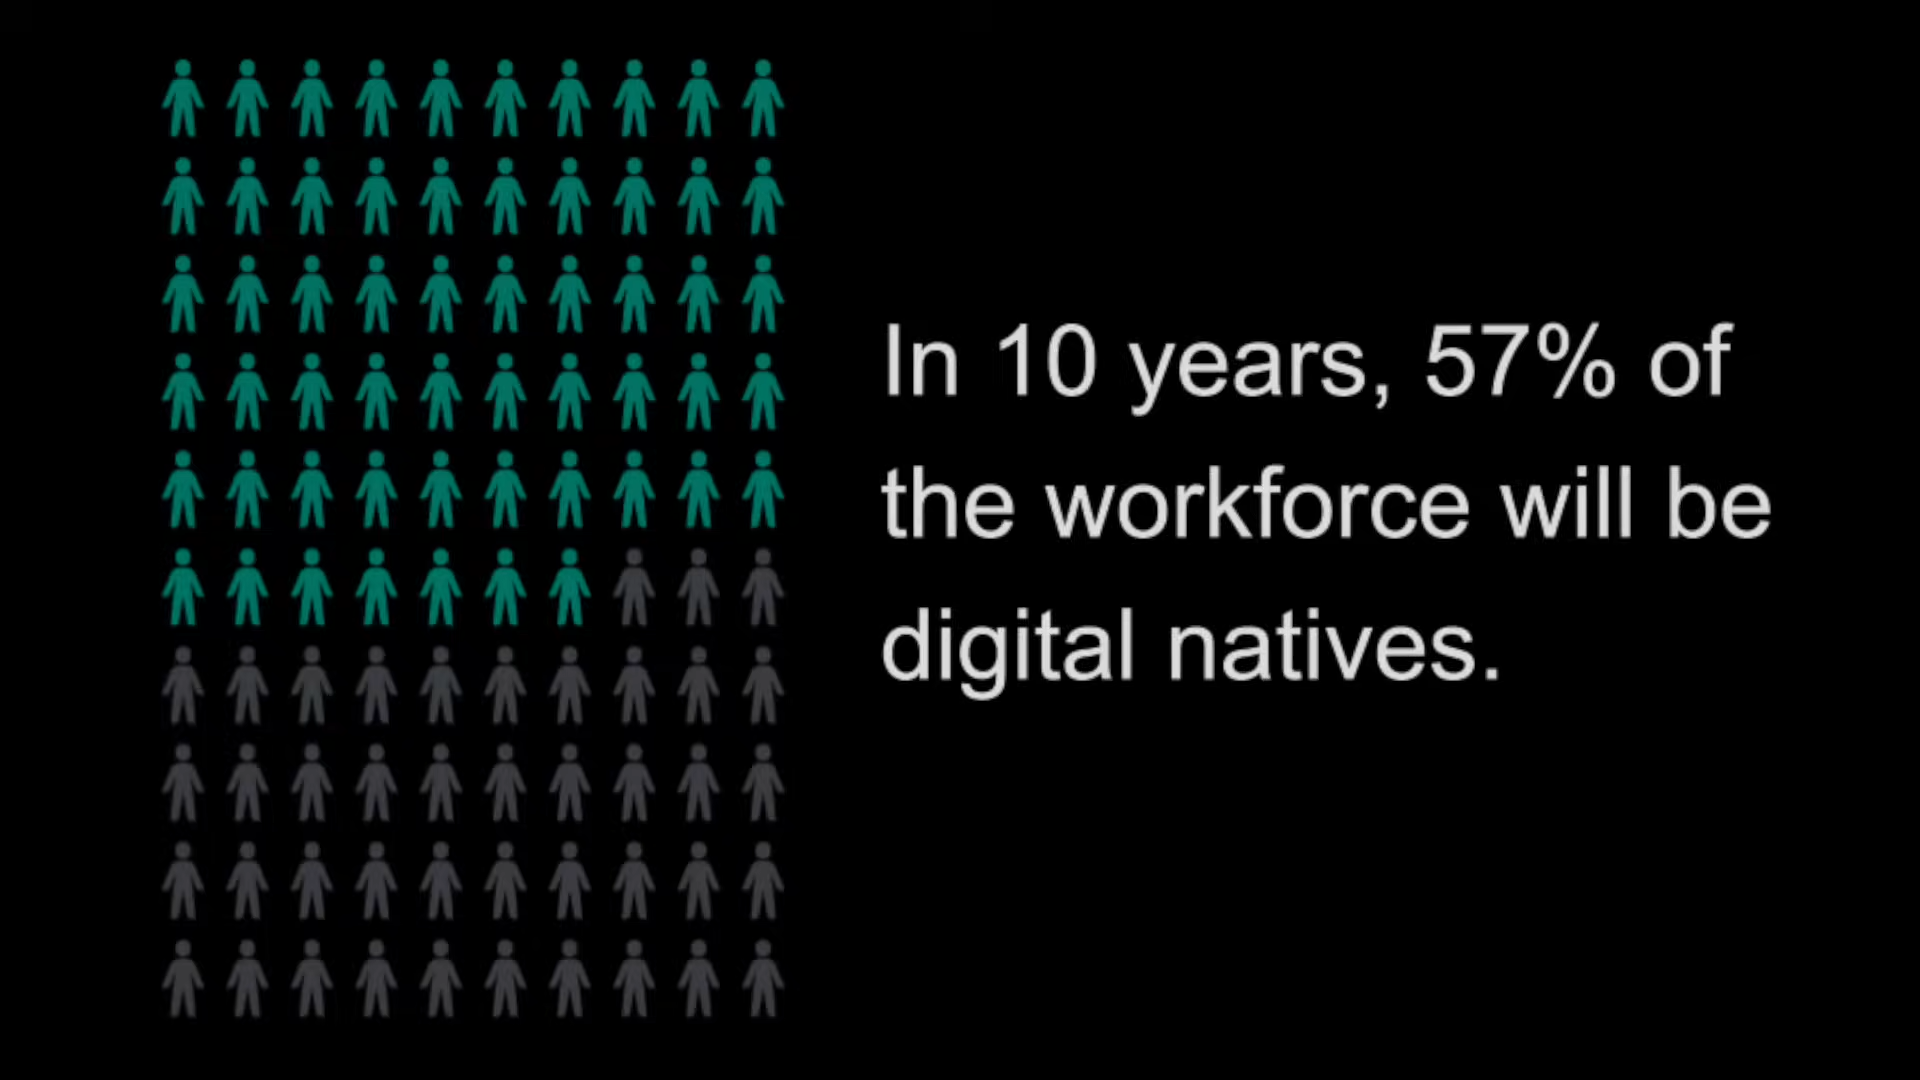 In 10 years, 57% of
the workforce will be
digital natives.